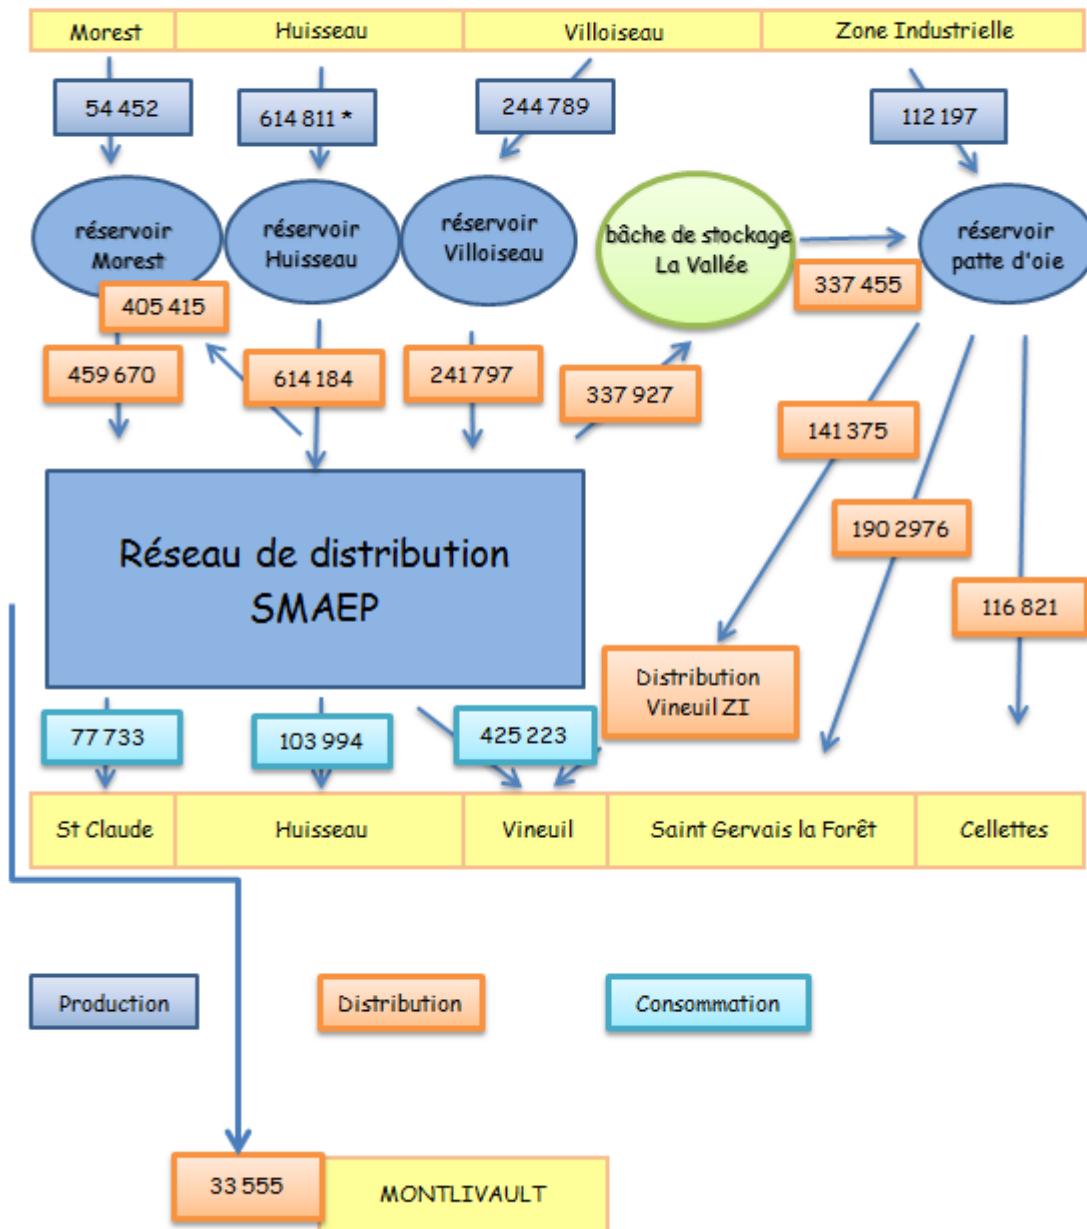 Morest
Huisseau
Villoiseau
Zone Industrielle
54 452
614 811 *
244 789
112 197
réservoir
Morest
réservoir
Huisseau
réservoir
Villoiseau
bâche de stockage
La Vallée
réservoir
patte d'oie
337 455
405 415
459 670
614 184
241 797
337 927
141 375
190 2976
116 821
Réseau de distribution
SMAEP
Distribution
Vineuil ZI
77 733
103 994
425 223
St Claude
Huisseau
Vineuil
Saint Gervais la Forêt
Cellettes
Production
Distribution
Consommation
33 555
MONTLIVAULT